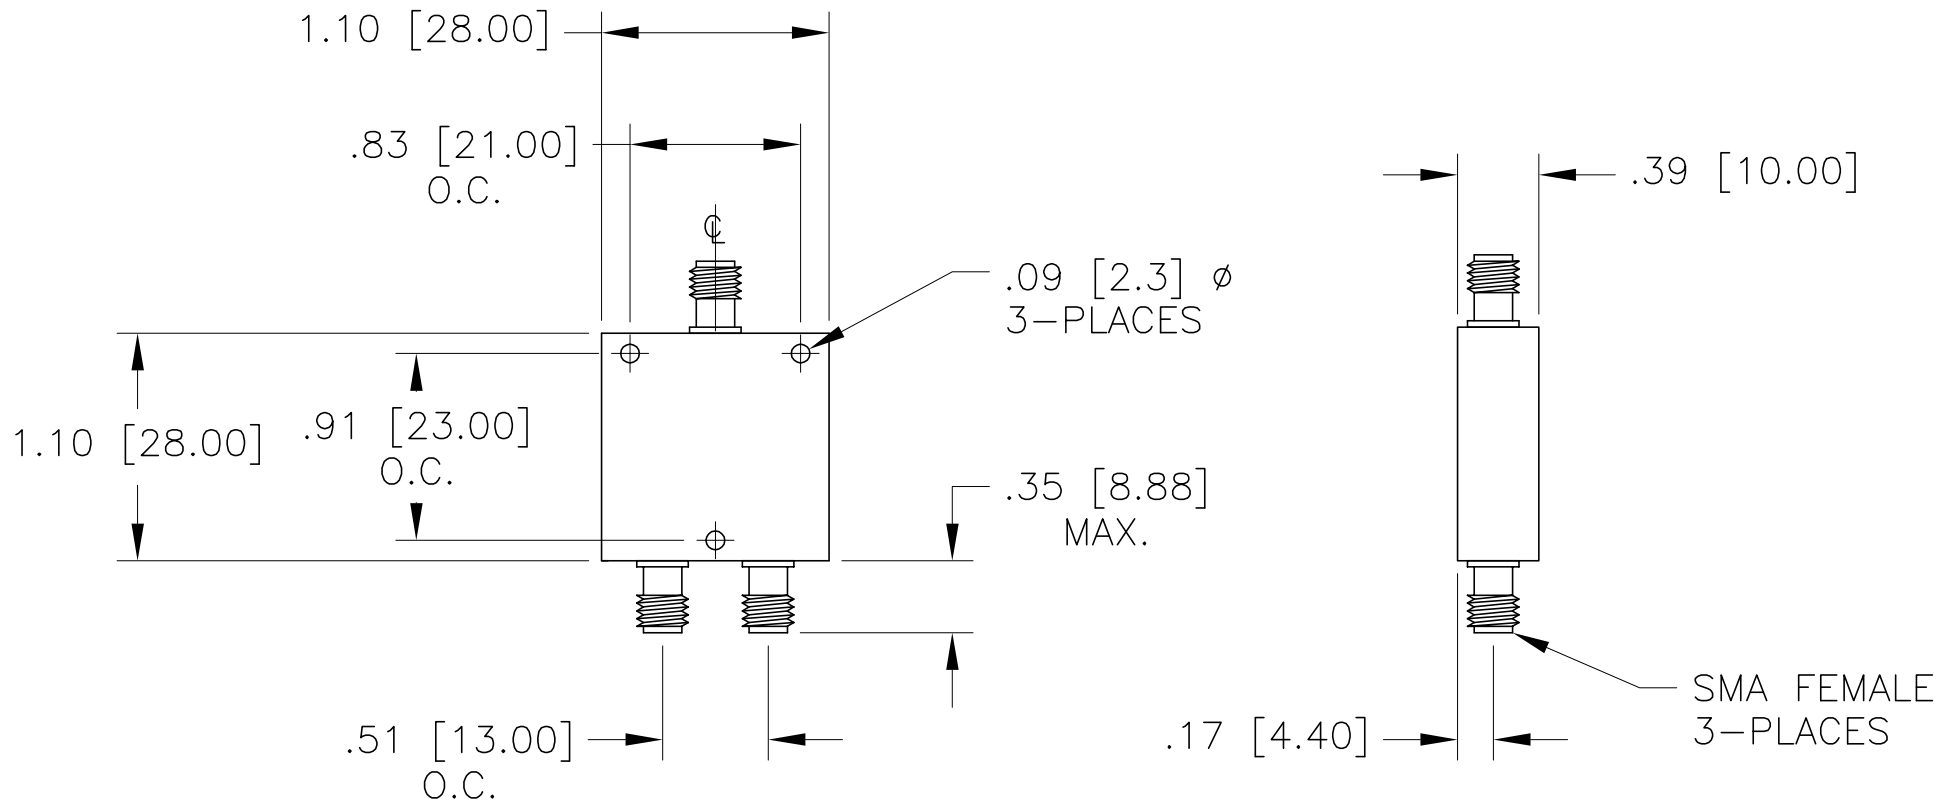 1.10 [28.00]
.83 [21.00]
O.C.
.39 [10.00]
℄
.09 [2.3] ⌀
3-PLACES
1.10 [28.00]
.91 [23.00]
O.C.
.35 [8.88]
MAX.
SMA FEMALE
3-PLACES
.51 [13.00]
O.C.
.17 [4.40]